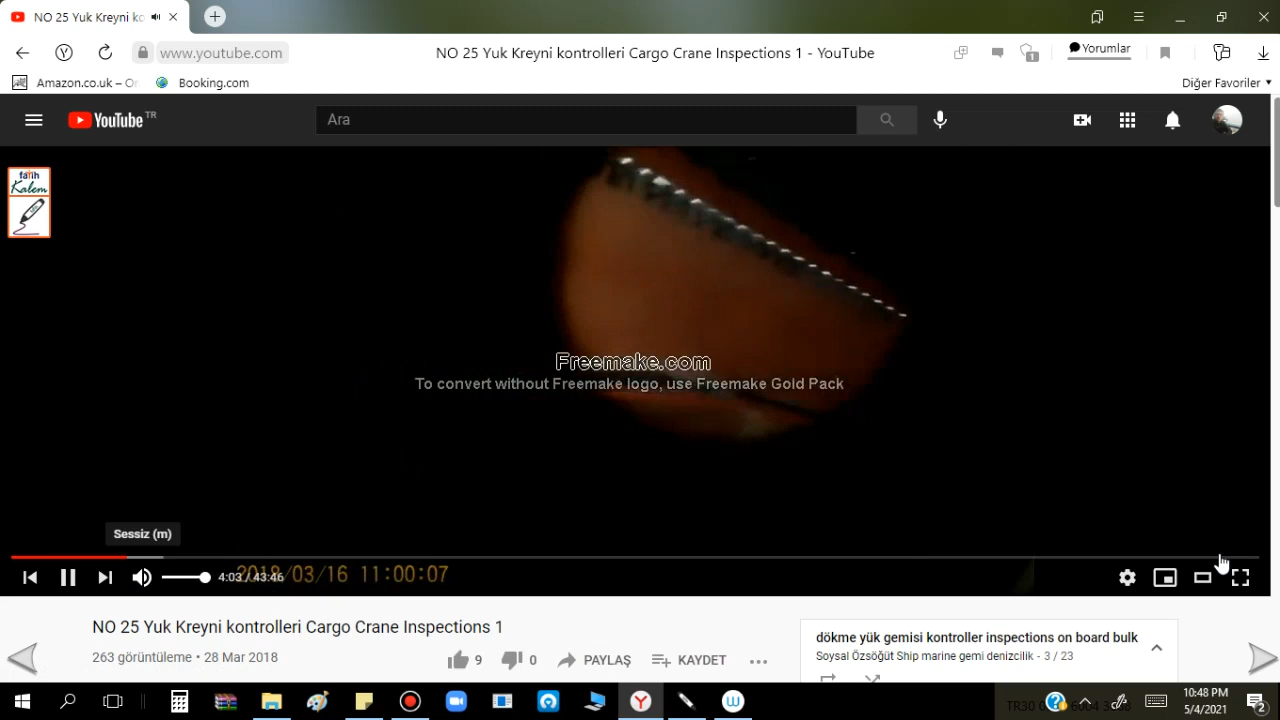 NO 25 Yuk Kreyni kc
www.youtube.com
NO 25 Yuk Kreyni kontrolleri Cargo Crane Inspections 1 - YouTube
1
Yorumlar
Amazon.co.uk – Or
Booking.com
Diğer Favoriler
YouTube TR
Ara
fatih
Kalem
Freemake.com
To convert without Freemake logo, use Freemake Gold Pack
Sessiz (m)
4:03 / 43:46
2018/03/16 11:00:07
NO 25 Yuk Kreyni kontrolleri Cargo Crane Inspections 1
263 görüntüleme • 28 Mar 2018
9
0
PAYLAŞ
KAYDET
dökme yük gemisi kontroller inspections on board bulk
Soysal Özsöğüt Ship marine gemi denizcilik - 3 / 23
10:48 PM
5/4/2021
2